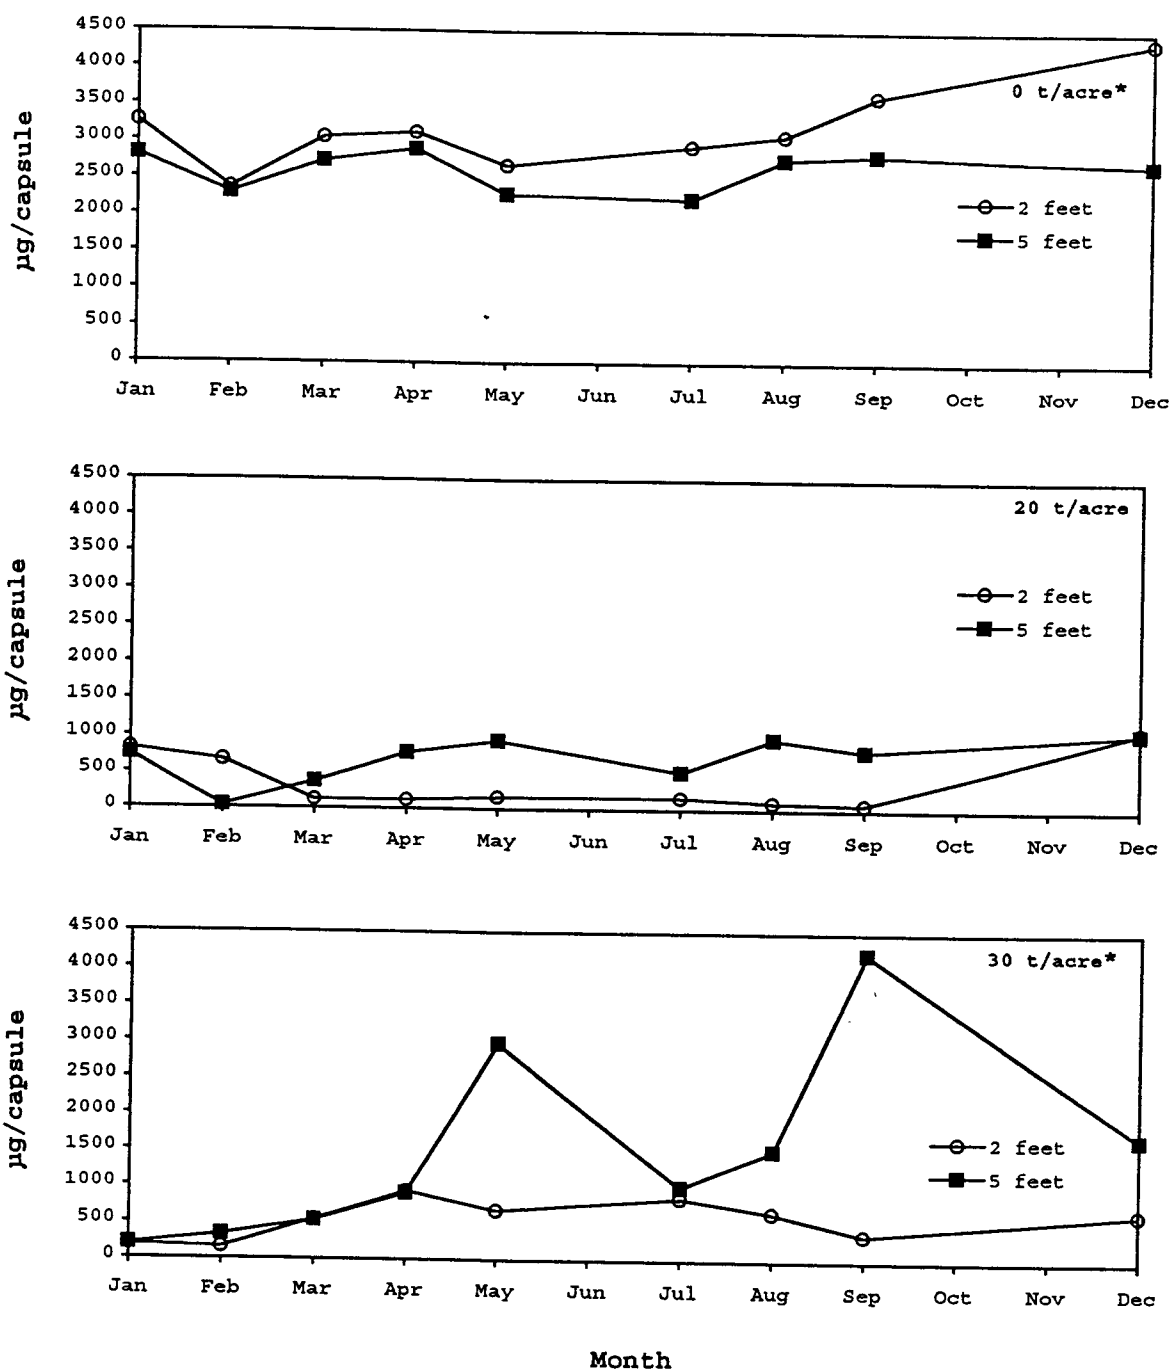 4500
4000
3500
3000
2500
2000
1500
1000
500
0
µg/capsule
0 t/acre*
2 feet
5 feet
Jan Feb Mar Apr May Jun Jul Aug Sep Oct Nov Dec
4500
4000
3500
3000
2500
2000
1500
1000
500
0
µg/capsule
20 t/acre
2 feet
5 feet
Jan Feb Mar Apr May Jun Jul Aug Sep Oct Nov Dec
4500
4000
3500
3000
2500
2000
1500
1000
500
0
µg/capsule
30 t/acre*
2 feet
5 feet
Jan Feb Mar Apr May Jun Jul Aug Sep Oct Nov Dec
Month